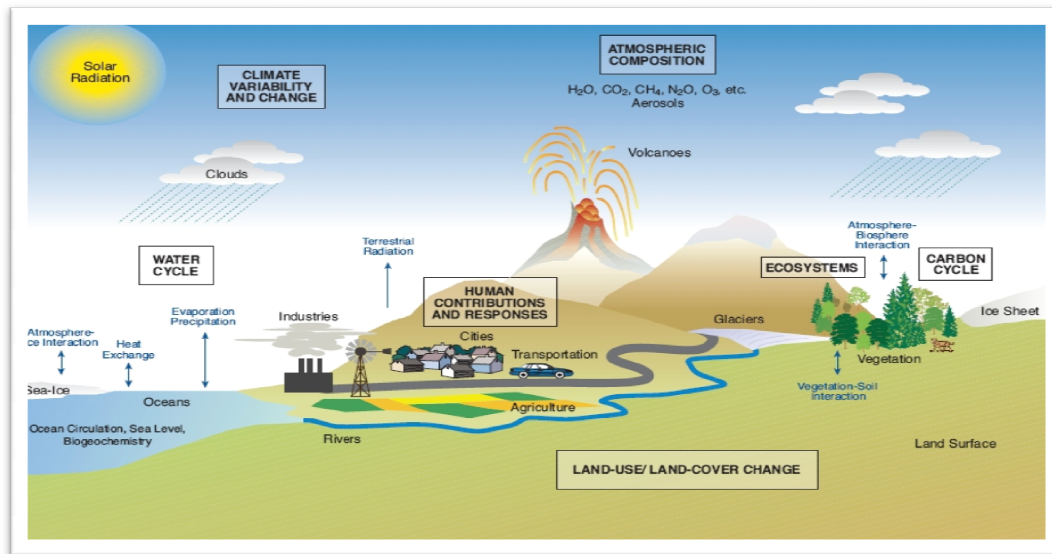 Solar
Radiation
CLIMATE
VARIABILITY
AND CHANGE
ATMOSPHERIC
COMPOSITION
H₂O, CO₂, CH₄, N₂O, O₃, etc.
Aerosols
Volcanoes
Clouds
WATER
CYCLE
Terrestrial
Radiation
Atmosphere-
Biosphere
Interaction
ECOSYSTEMS
CARBON
CYCLE
HUMAN
CONTRIBUTIONS
AND RESPONSES
Evaporation
Precipitation
Industries
Cities
Glaciers
Ice Sheet
Atmosphere-
ce Interaction
Heat
Exchange
Transportation
Vegetation
Sea-Ice
Oceans
Agriculture
Vegetation-Soil
Interaction
Ocean Circulation, Sea Level,
Biogeochemistry
Rivers
Land Surface
LAND-USE/ LAND-COVER CHANGE